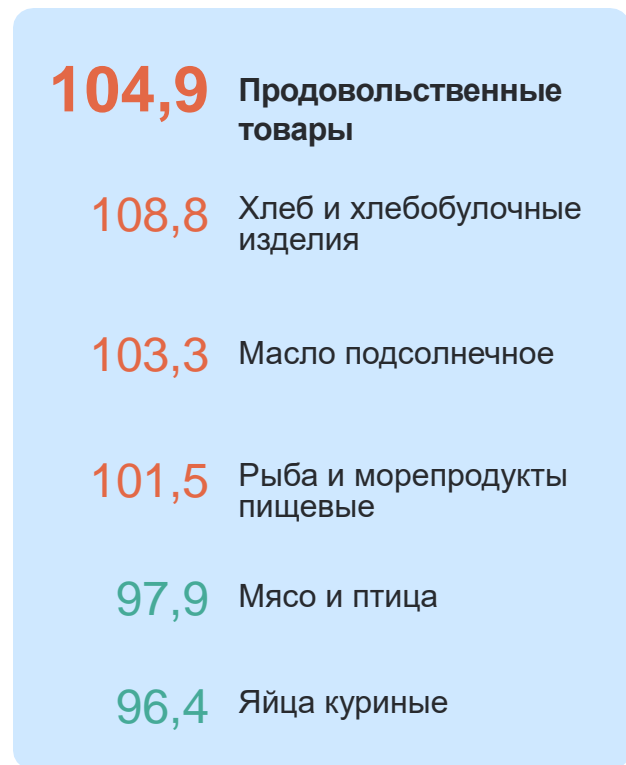 104,9 Продовольственные
товары
108,8 Хлеб и хлебобулочные
изделия
103,3 Масло подсолнечное
101,5 Рыба и морепродукты
пищевые
97,9 Мясо и птица
96,4 Яйца куриные